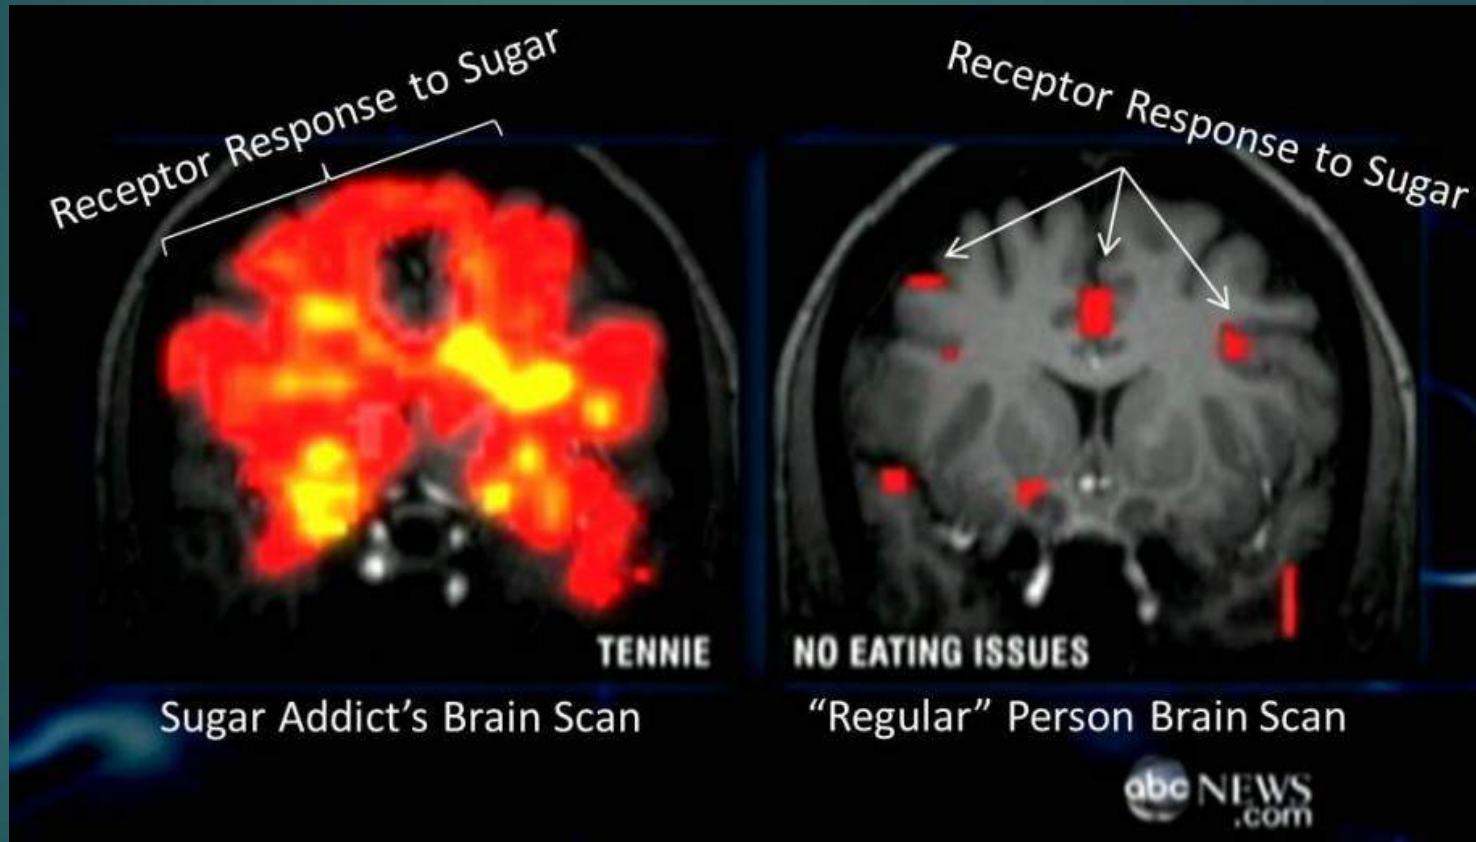 Receptor Response to Sugar
Receptor Response to Sugar
TENNIE
NO EATING ISSUES
Sugar Addict’s Brain Scan
“Regular” Person Brain Scan
abc NEWS
.com